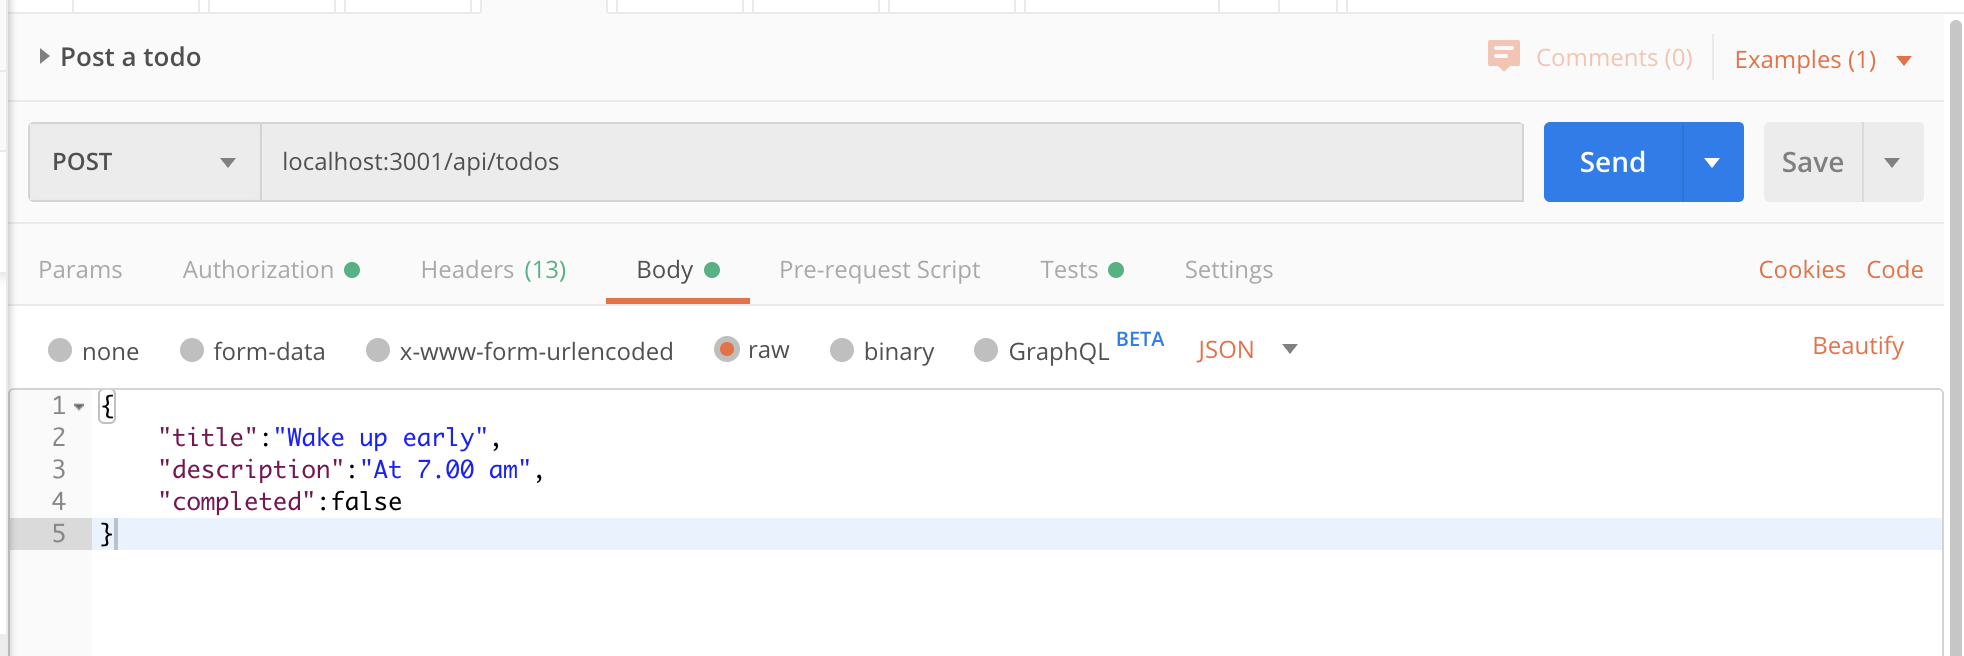 Post a todo
Comments (0)
Examples (1)
POST
localhost:3001/api/todos
Send
Save
Params Authorization Headers (13) Body Pre-request Script Tests Settings Cookies Code
none form-data x-www-form-urlencoded raw binary GraphQL BETA JSON Beautify
1 {
2 "title":"Wake up early",
3 "description":"At 7.00 am",
4 "completed":false
5 }